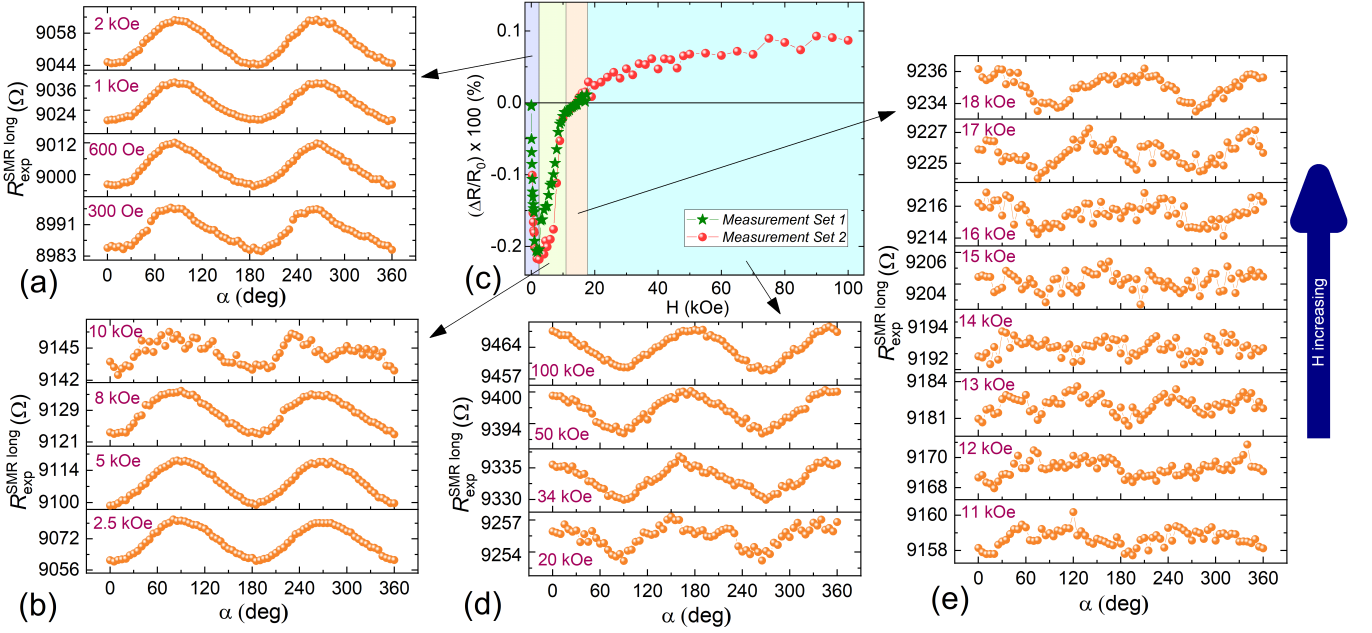 2 kOe
9058
9044
1 kOe
9036
9024
600 Oe
9012
9000
300 Oe
8991
8983
R_exp^SMR long (Ω)
0 60 120 180 240 300 360
α (deg)
(a)
0.1
0.0
-0.1
-0.2
(ΔR/R₀) x 100 (%)
Measurement Set 1
Measurement Set 2
0 20 40 60 80 100
H (kOe)
(c)
10 kOe
9145
9142
8 kOe
9129
9121
5 kOe
9114
9100
2.5 kOe
9072
9056
R_exp^SMR long (Ω)
0 60 120 180 240 300 360
α (deg)
(b)
9464
9457
100 kOe
9400
9394
50 kOe
9335
9330
34 kOe
9257
9254
20 kOe
R_exp^SMR long (Ω)
0 60 120 180 240 300 360
α (deg)
(d)
9236
9234
18 kOe
17 kOe
9227
9225
9216
9214
16 kOe
15 kOe
9206
9204
14 kOe
9194
9192
13 kOe
9184
9181
12 kOe
9170
9168
11 kOe
9160
9158
R_exp^SMR long (Ω)
0 60 120 180 240 300 360
α (deg)
(e)
H increasing